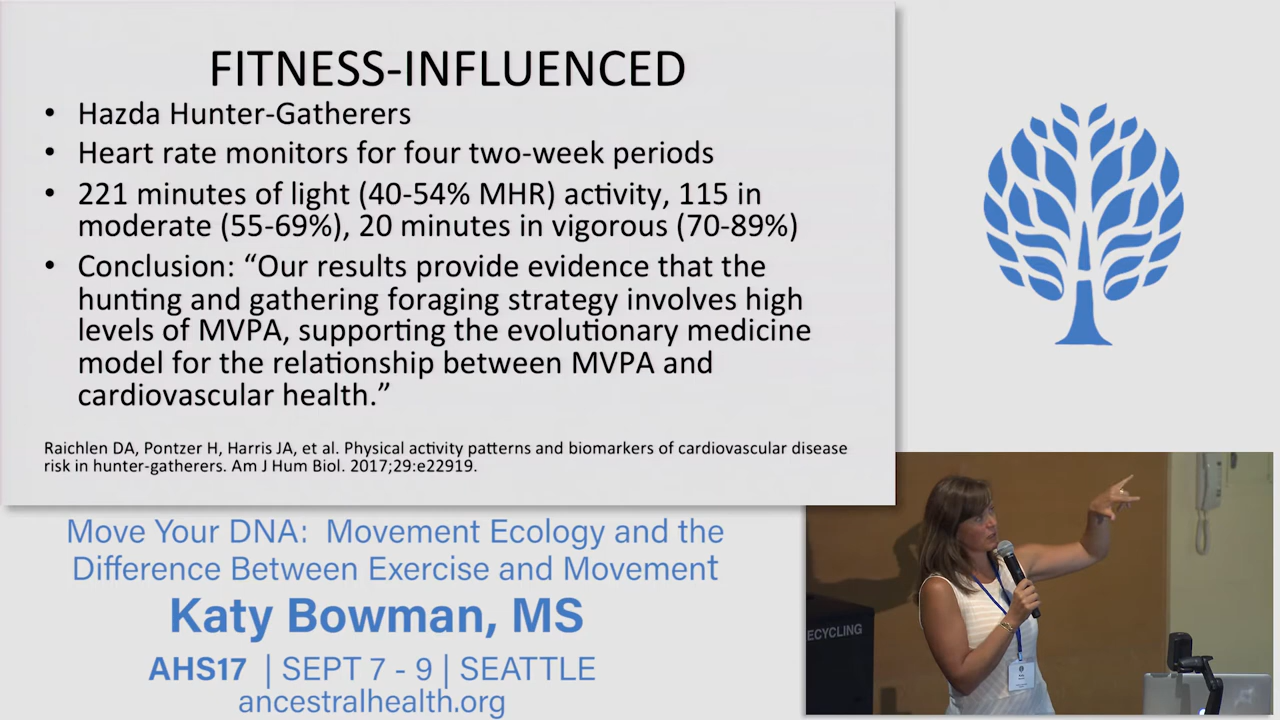 FITNESS-INFLUENCED
• Hazda Hunter-Gatherers
• Heart rate monitors for four two-week periods
• 221 minutes of light (40-54% MHR) activity, 115 in
moderate (55-69%), 20 minutes in vigorous (70-89%)
• Conclusion: “Our results provide evidence that the
hunting and gathering foraging strategy involves high
levels of MVPA, supporting the evolutionary medicine
model for the relationship between MVPA and
cardiovascular health.”
Raichlen DA, Pontzer H, Harris JA, et al. Physical activity patterns and biomarkers of cardiovascular disease
risk in hunter-gatherers. Am J Hum Biol. 2017;29:e22919.
Move Your DNA: Movement Ecology and the
Difference Between Exercise and Movement
Katy Bowman, MS
AHS17 | SEPT 7 - 9 | SEATTLE
ancestralhealth.org
ECYCLING